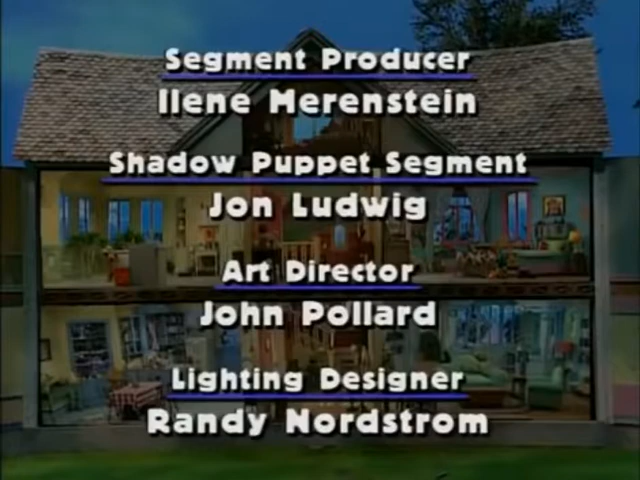 Segment Producer
Ilene Merenstein
Shadow Puppet Segment
Jon Ludwig
Art Director
John Pollard
Lighting Designer
Randy Nordstrom